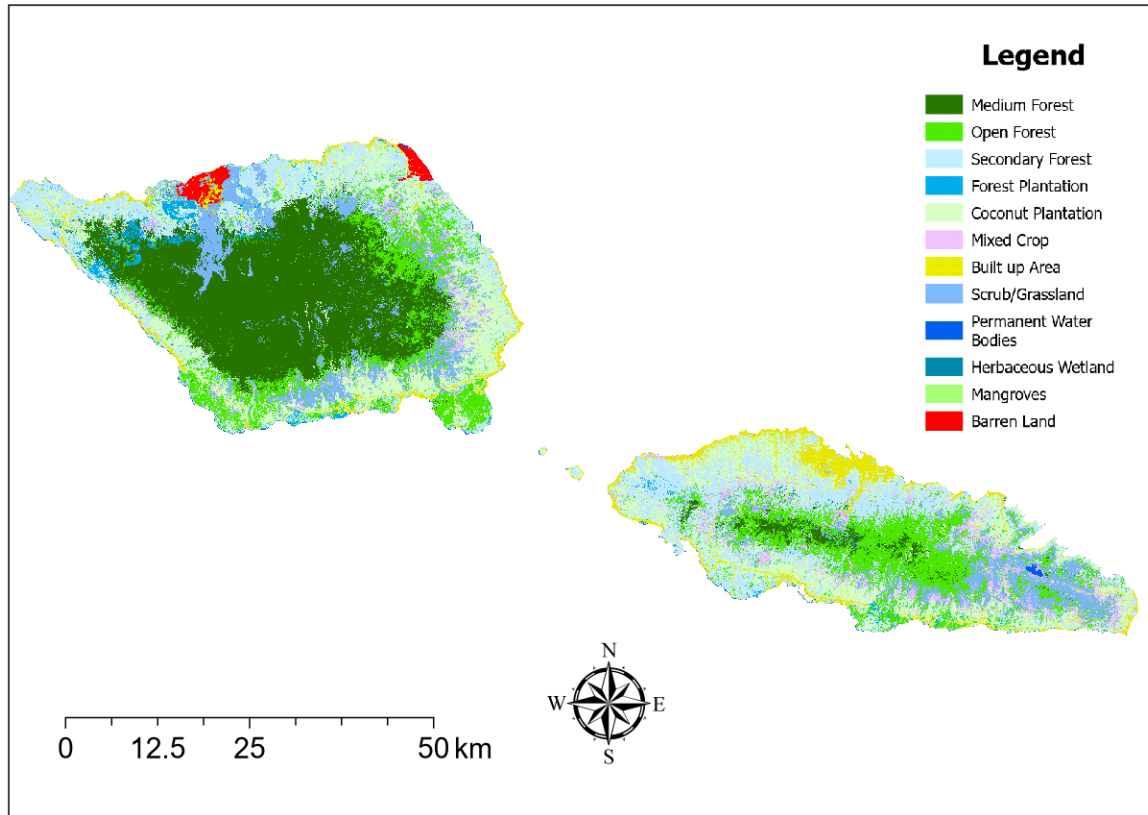 Legend
Medium Forest
Open Forest
Secondary Forest
Forest Plantation
Coconut Plantation
Mixed Crop
Built up Area
Scrub/Grassland
Permanent Water
Bodies
Herbaceous Wetland
Mangroves
Barren Land
N
W E
S
0 12.5 25 50 km